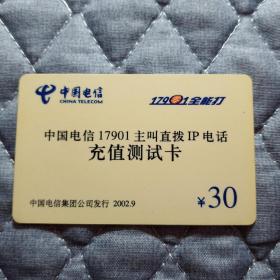 中国电信
CHINA TELECOM
17901全能打
中国电信 17901 主叫直拨 IP 电话
充值测试卡
中国电信集团公司发行 2002.9
¥30